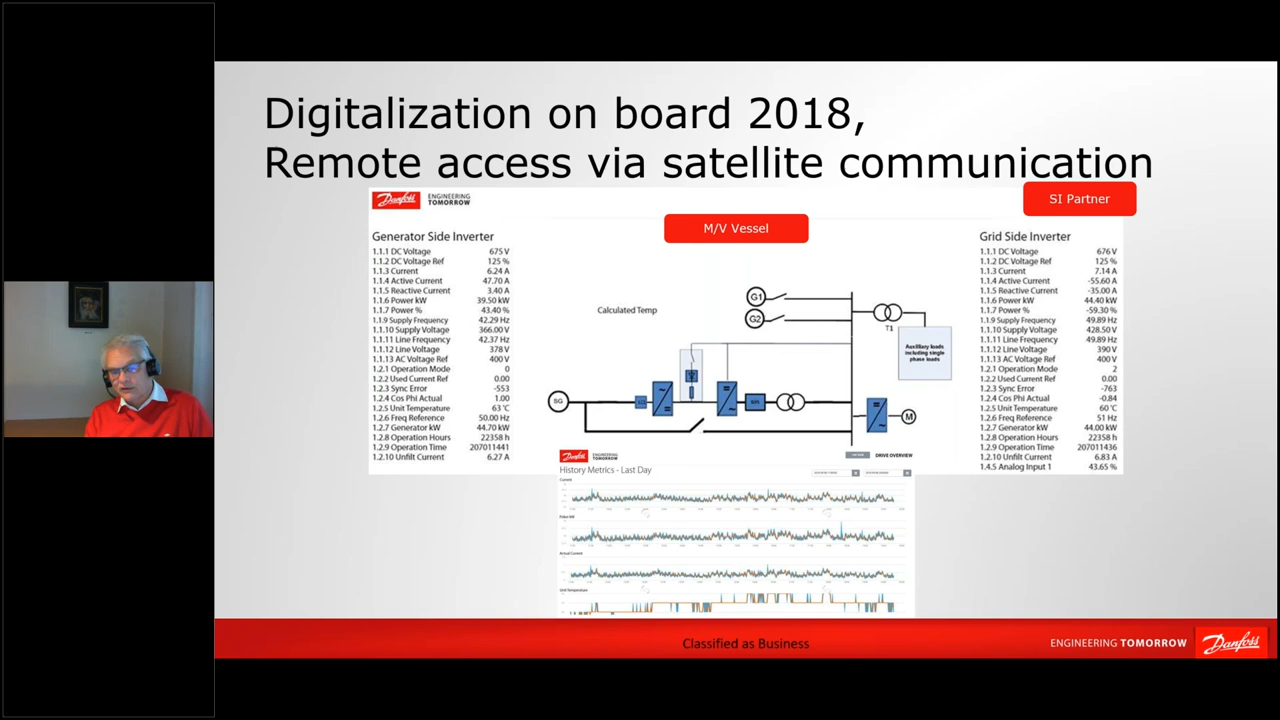 Digitalization on board 2018,
Remote access via satellite communication
Danfoss
ENGINEERING
TOMORROW
SI Partner
M/V Vessel
Generator Side Inverter
1.1.1 DC Voltage 675 V
1.1.2 DC Voltage Ref 125 %
1.1.3 Current 6.24 A
1.1.4 Active Current 47.70 A
1.1.5 Reactive Current 3.40 A
1.1.6 Power kW 39.50 kW
1.1.7 Power % 43.40 %
1.1.9 Supply Frequency 42.29 Hz
1.1.10 Supply Voltage 366.00 V
1.1.11 Line Frequency 42.37 Hz
1.1.12 Line Voltage 378 V
1.1.13 AC Voltage Ref 400 V
1.2.1 Operation Mode 0
1.2.2 Used Current Ref 0.00
1.2.3 Sync Error -553
1.2.4 Cos Phi Actual 1.00
1.2.5 Unit Temperature 63 °C
1.2.6 Freq Reference 50.00 Hz
1.2.7 Generator kW 44.70 kW
1.2.8 Operation Hours 22358 h
1.2.9 Operation Time 207011441
1.2.10 Unfilt Current 6.27 A
Calculated Temp
G1
G2
T1
Auxiliary loads
including single
phase loads
SG
M
Grid Side Inverter
1.1.1 DC Voltage 676 V
1.1.2 DC Voltage Ref 125 %
1.1.3 Current 7.14 A
1.1.4 Active Current -55.60 A
1.1.5 Reactive Current -35.00 A
1.1.6 Power kW 44.40 kW
1.1.7 Power % -59.30 %
1.1.9 Supply Frequency 49.89 Hz
1.1.10 Supply Voltage 428.50 V
1.1.11 Line Frequency 49.89 Hz
1.1.12 Line Voltage 390 V
1.1.13 AC Voltage Ref 400 V
1.2.1 Operation Mode 2
1.2.2 Used Current Ref 0.00
1.2.3 Sync Error -763
1.2.4 Cos Phi Actual -0.84
1.2.5 Unit Temperature 60 °C
1.2.6 Freq Reference 51 Hz
1.2.7 Generator kW 44.00 kW
1.2.8 Operation Hours 22358 h
1.2.9 Operation Time 207011436
1.2.10 Unfilt Current 6.83 A
1.4.5 Analog Input 1 43.65 %
Danfoss
ENGINEERING
TOMORROW
DRIVE OVERVIEW
History Metrics - Last Day
Current
Power kW
Actual Current
Unit Temperature
Classified as Business
ENGINEERING TOMORROW
Danfoss